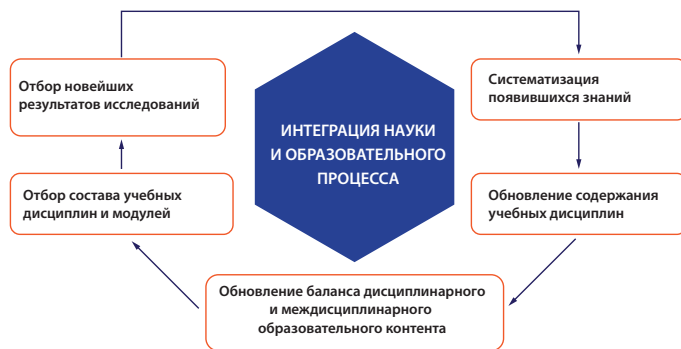 Отбор новейших
результатов исследований
Систематизация
появившихся знаний
ИНТЕГРАЦИЯ НАУКИ
И ОБРАЗОВАТЕЛЬНОГО
ПРОЦЕССА
Отбор состава учебных
дисциплин и модулей
Обновление содержания
учебных дисциплин
Обновление баланса дисциплинарного
и междисциплинарного
образовательного контента